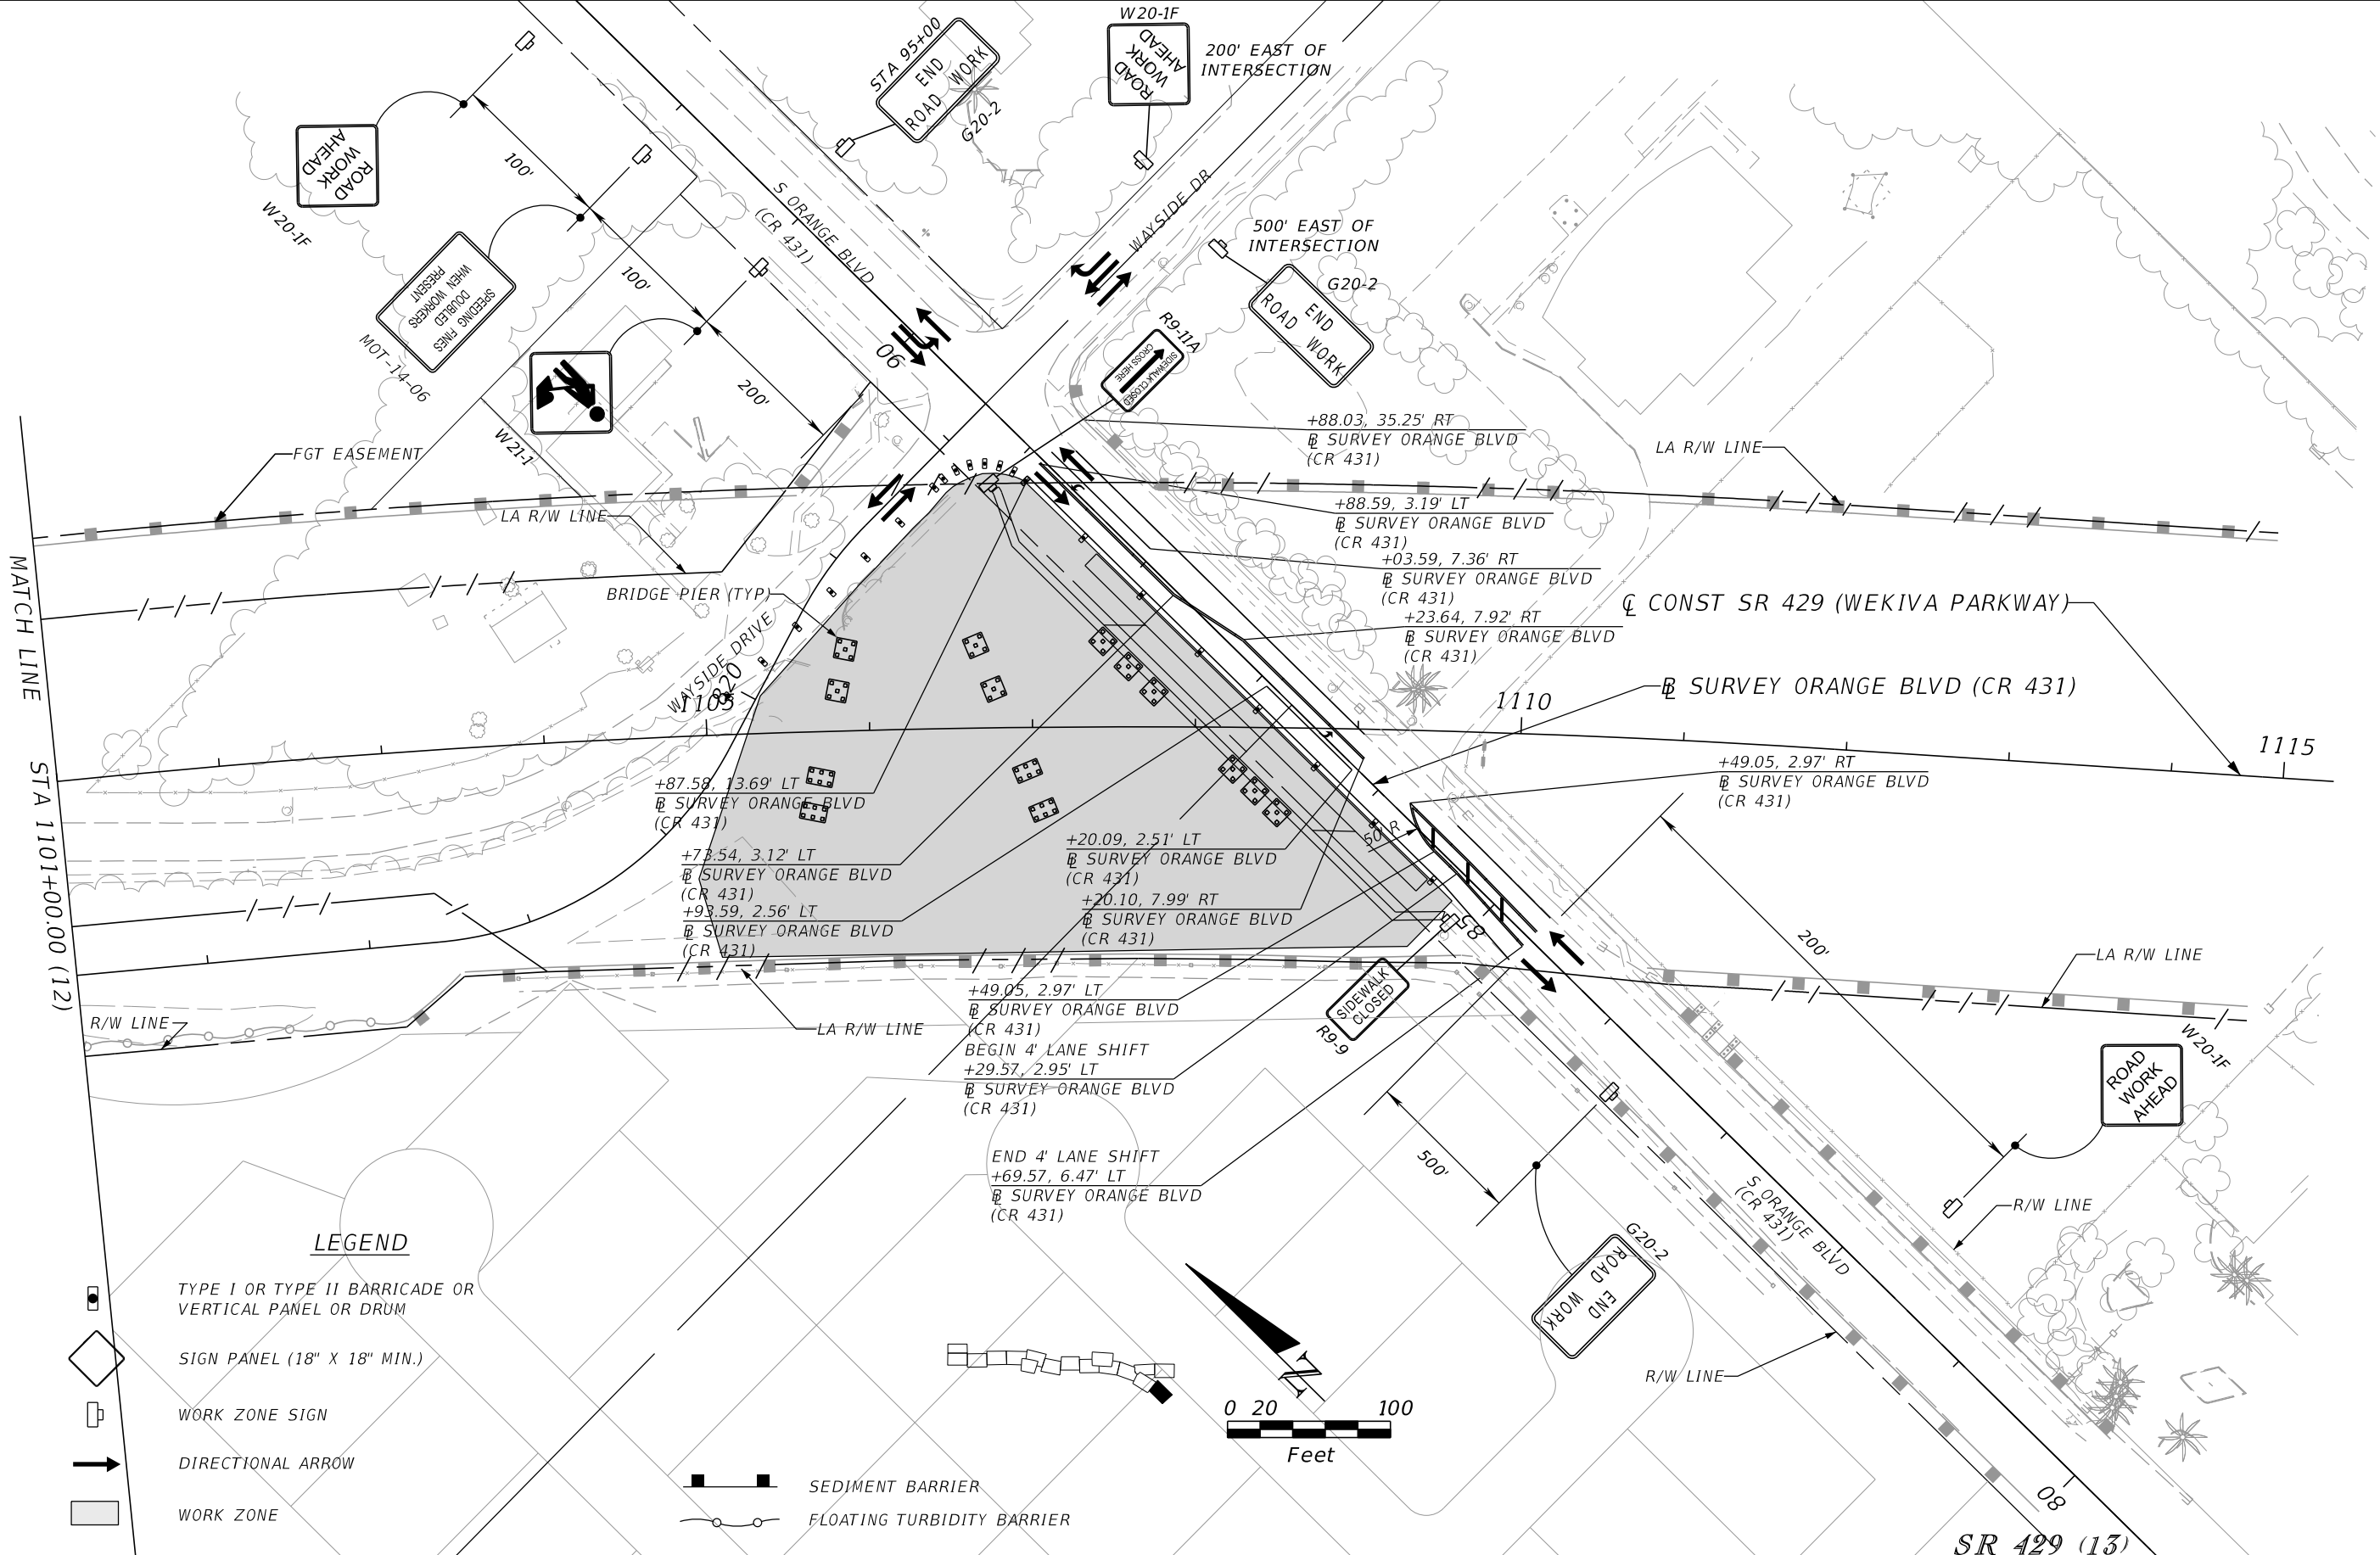 STA 95+00
END
ROAD WORK
G20-2
W20-1F
ROAD
WORK
AHEAD
200' EAST OF
INTERSECTION
ROAD
WORK
AHEAD
W20-1F
100'
S ORANGE BLVD
(CR 431)
WAYSIDE DR
500' EAST OF
INTERSECTION
G20-2
END
ROAD WORK
SPEEDING FINES
DOUBLED
WHEN WORKERS
PRESENT
MOT-14-06
100'
W21-1
200'
90
R9-11A
SIDEWALK CLOSED
CROSS HERE
FGT EASEMENT
LA R/W LINE
BRIDGE PIER (TYP)
WAYSIDE DRIVE
820
1105
+88.03, 35.25' RT
℄ SURVEY ORANGE BLVD
(CR 431)
LA R/W LINE
+88.59, 3.19' LT
℄ SURVEY ORANGE BLVD
(CR 431)
+03.59, 7.36' RT
℄ SURVEY ORANGE BLVD
(CR 431)
+23.64, 7.92' RT
℄ SURVEY ORANGE BLVD
(CR 431)
℄ CONST SR 429 (WEKIVA PARKWAY)
℄ SURVEY ORANGE BLVD (CR 431)
1110
1115
MATCH LINE STA 1101+00.00 (12)
+87.58, 13.69' LT
℄ SURVEY ORANGE BLVD
(CR 431)
+73.54, 3.12' LT
℄ SURVEY ORANGE BLVD
(CR 431)
+93.59, 2.56' LT
℄ SURVEY ORANGE BLVD
(CR 431)
+20.09, 2.51' LT
℄ SURVEY ORANGE BLVD
(CR 431)
+20.10, 7.99' RT
℄ SURVEY ORANGE BLVD
(CR 431)
50' R
+49.05, 2.97' RT
℄ SURVEY ORANGE BLVD
(CR 431)
85
200'
LA R/W LINE
SIDEWALK
CLOSED
R9-9
+49.05, 2.97' LT
℄ SURVEY ORANGE BLVD
(CR 431)
BEGIN 4' LANE SHIFT
+29.57, 2.95' LT
℄ SURVEY ORANGE BLVD
(CR 431)
END 4' LANE SHIFT
+69.57, 6.47' LT
℄ SURVEY ORANGE BLVD
(CR 431)
R/W LINE
LA R/W LINE
W20-1F
ROAD
WORK
AHEAD
500'
R/W LINE
S ORANGE BLVD
(CR 431)
G20-2
END
ROAD WORK
R/W LINE
80
LEGEND
TYPE I OR TYPE II BARRICADE OR
VERTICAL PANEL OR DRUM
SIGN PANEL (18" X 18" MIN.)
WORK ZONE SIGN
DIRECTIONAL ARROW
WORK ZONE
SEDIMENT BARRIER
FLOATING TURBIDITY BARRIER
N
0 20 100
Feet
SR 429 (13)